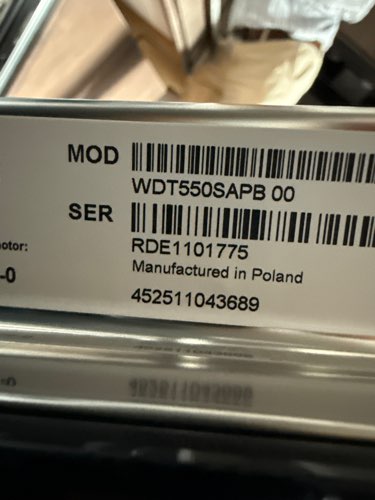 MOD
WDT550SAPB 00
SER
RDE1101775
otor:
Manufactured in Poland
-0
452511043689